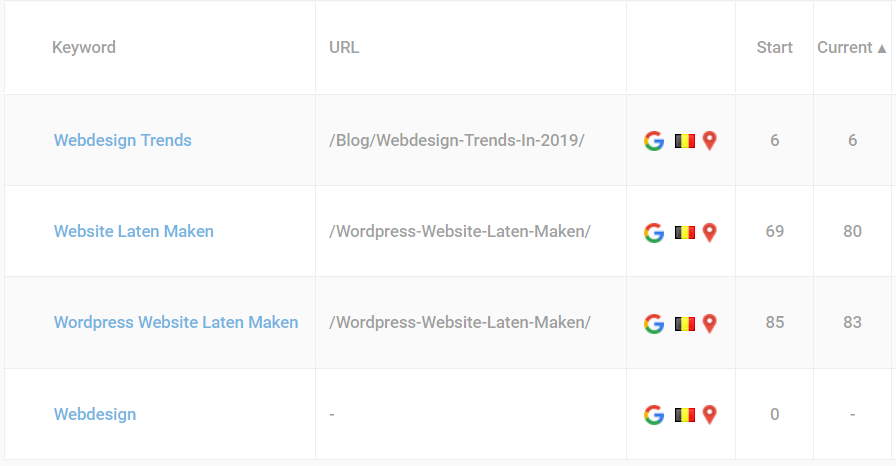 Keyword URL Start Current ▲
Webdesign Trends /Blog/Webdesign-Trends-In-2019/ 6 6
Website Laten Maken /Wordpress-Website-Laten-Maken/ 69 80
Wordpress Website Laten Maken /Wordpress-Website-Laten-Maken/ 85 83
Webdesign - 0 -